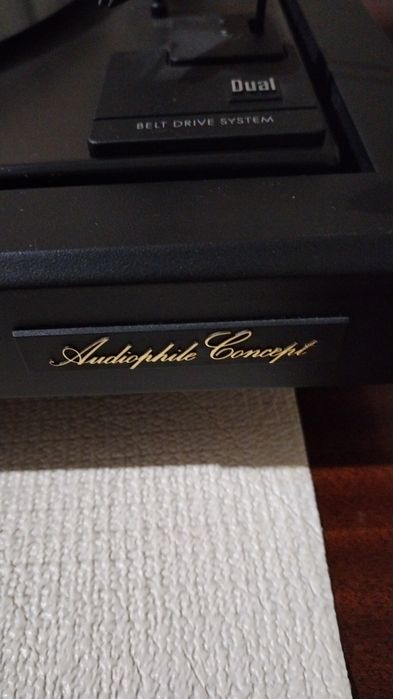 Dual
BELT DRIVE SYSTEM
Audiophile Concept